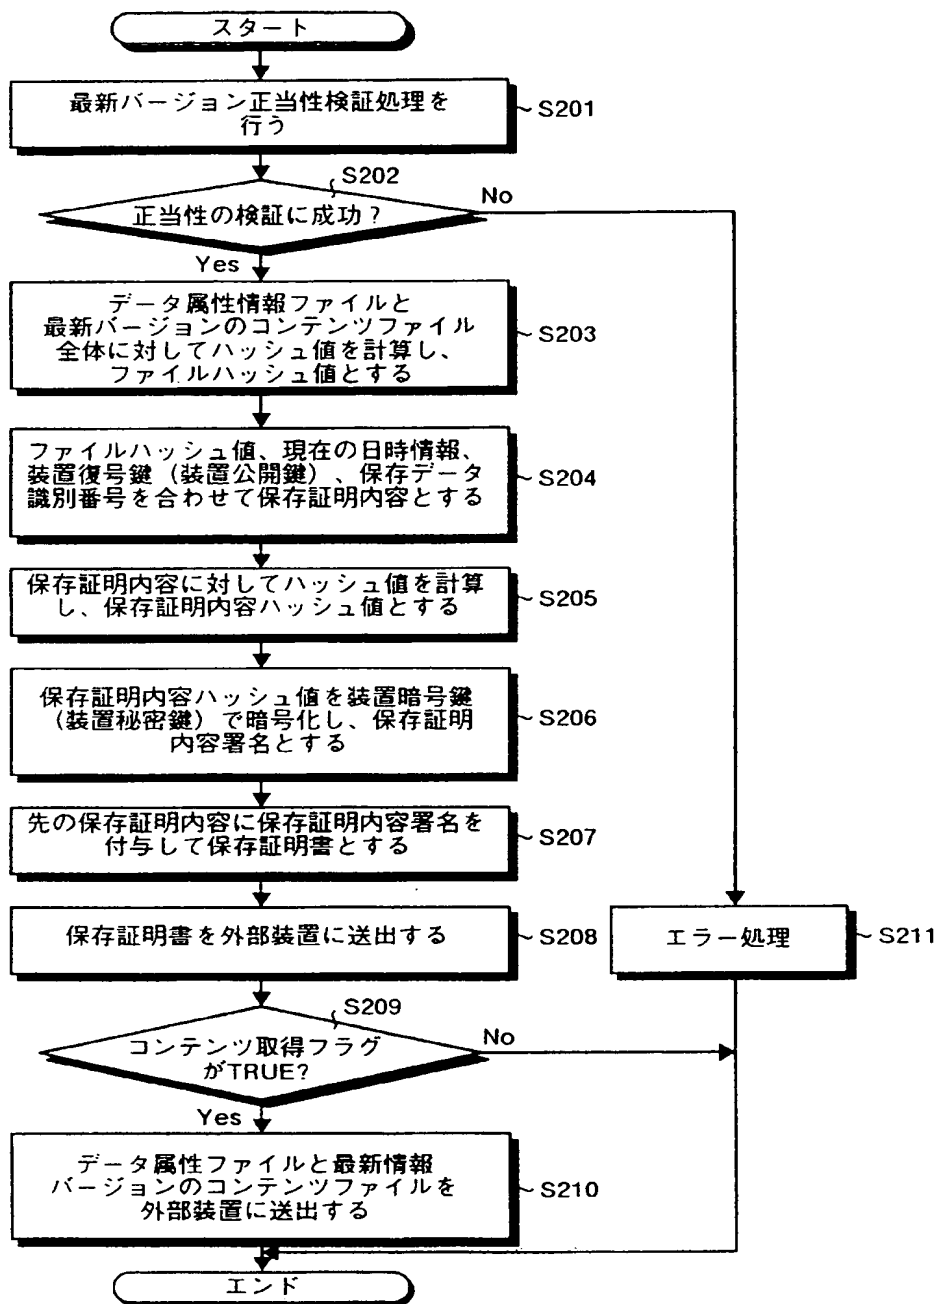 スタート
最新バージョン正当性検証処理を
行う
S201
S202
正当性の検証に成功？
No
Yes
データ属性情報ファイルと
最新バージョンのコンテンツファイル
全体に対してハッシュ値を計算し、
ファイルハッシュ値とする
S203
ファイルハッシュ値、現在の日時情報、
装置復号鍵（装置公開鍵）、保存データ
識別番号を合わせて保存証明内容とする
S204
保存証明内容に対してハッシュ値を計算
し、保存証明内容ハッシュ値とする
S205
保存証明内容ハッシュ値を装置暗号鍵
（装置秘密鍵）で暗号化し、保存証明
内容署名とする
S206
先の保存証明内容に保存証明内容署名を
付与して保存証明書とする
S207
保存証明書を外部装置に送出する
S208
エラー処理
S211
S209
コンテンツ取得フラグ
がTRUE?
No
Yes
データ属性ファイルと最新情報
バージョンのコンテンツファイルを
外部装置に送出する
S210
エンド